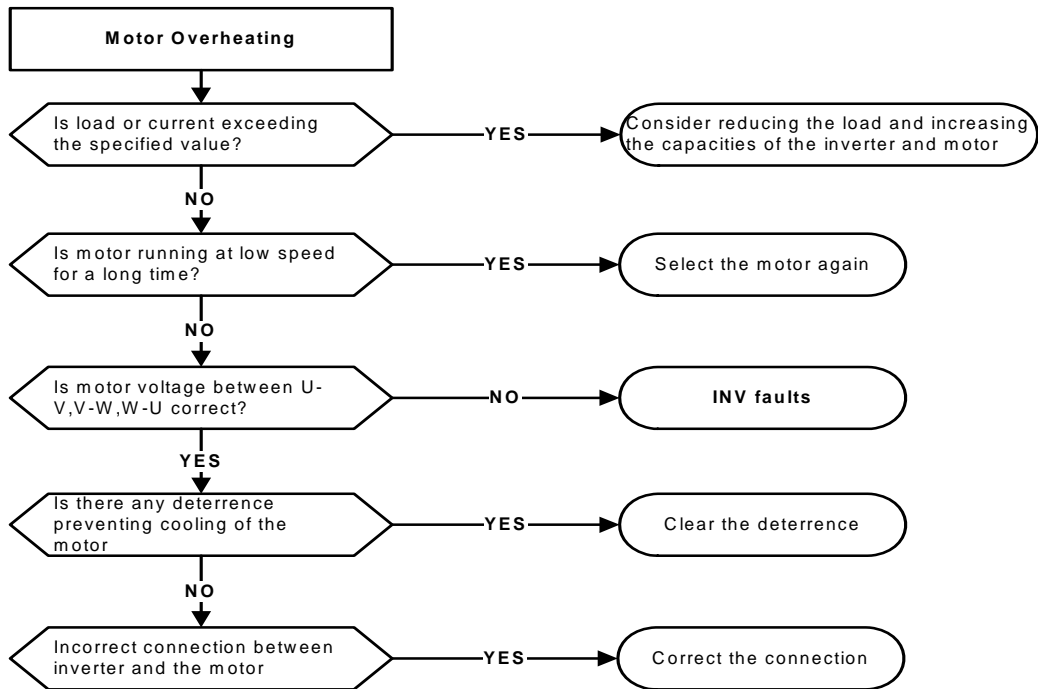 Motor Overheating
Is load or current exceeding
the specified value?
YES
Consider reducing the load and increasing
the capacities of the inverter and motor
NO
Is motor running at low speed
for a long time?
YES
Select the motor again
NO
Is motor voltage between U-
V,V-W,W-U correct?
NO
INV faults
YES
Is there any deterrence
preventing cooling of the
motor
YES
Clear the deterrence
NO
Incorrect connection between
inverter and the motor
YES
Correct the connection